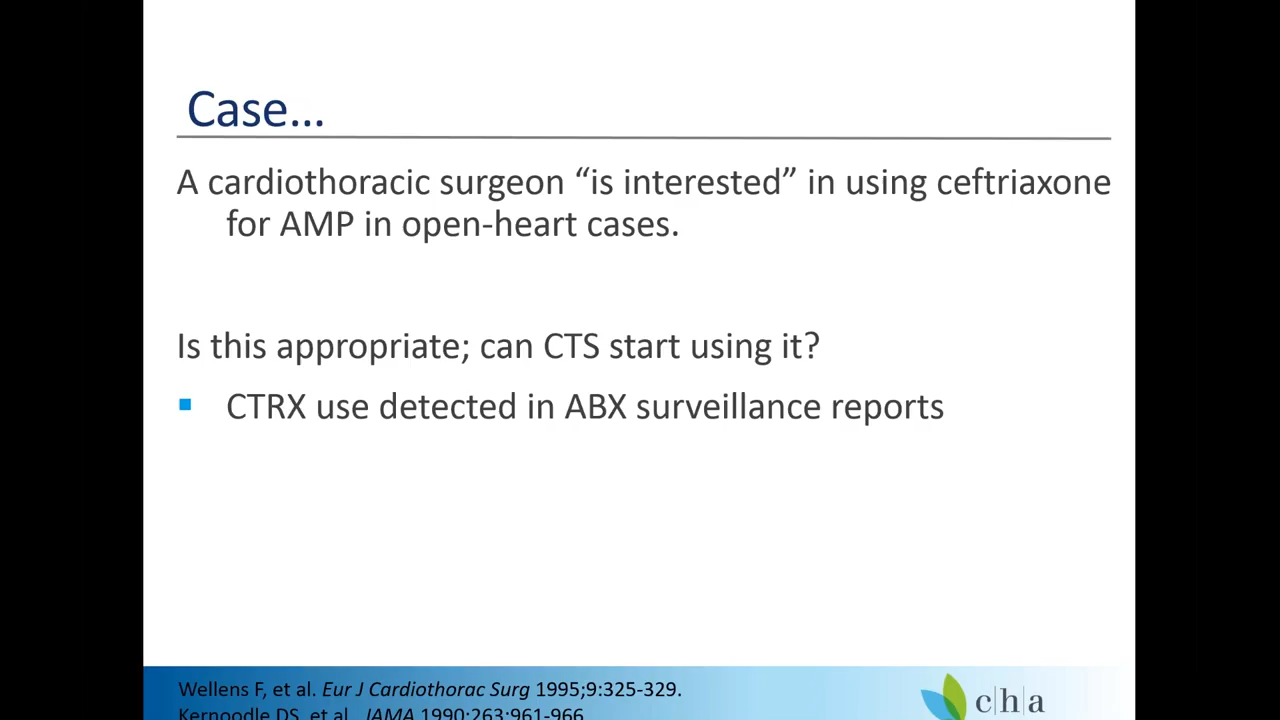 Case...
A cardiothoracic surgeon “is interested” in using ceftriaxone
for AMP in open-heart cases.
Is this appropriate; can CTS start using it?
▪ CTRX use detected in ABX surveillance reports
Wellens F, et al. Eur J Cardiothorac Surg 1995;9:325-329.
Kernoodle DS, et al. JAMA 1990;263:961-966.
c|h|a